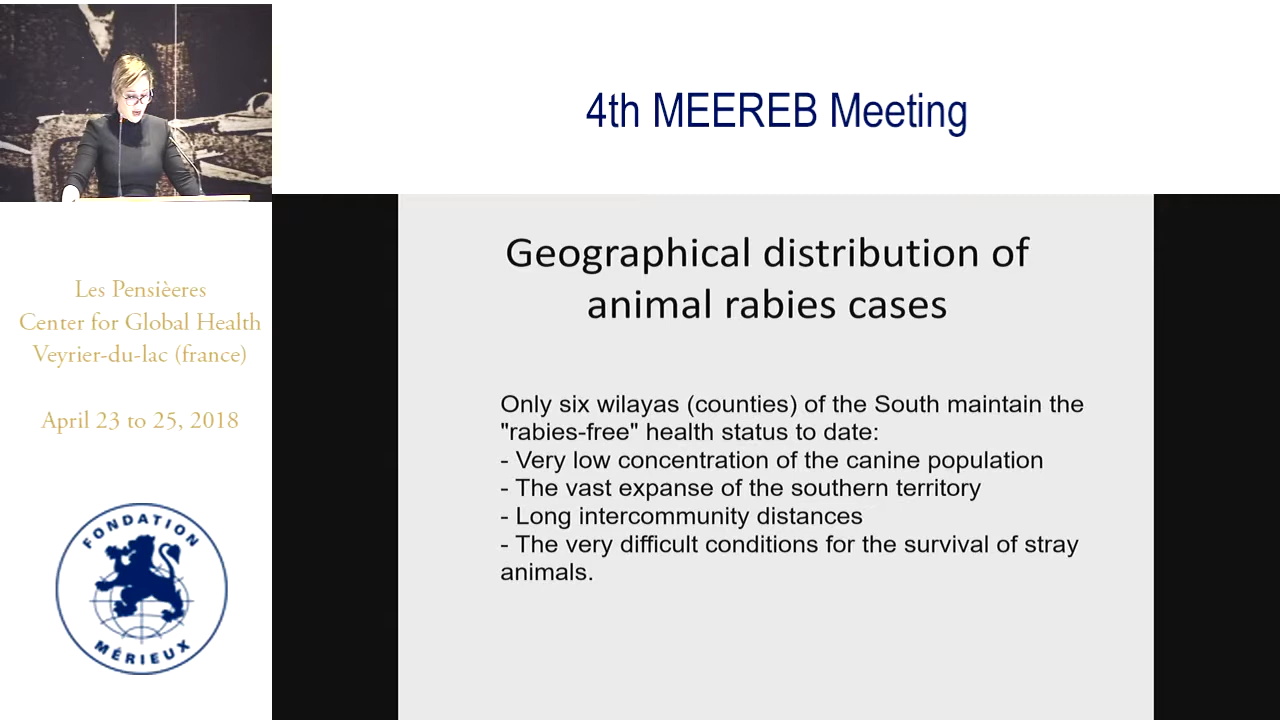 4th MEEREB Meeting
Les Pensièeres
Center for Global Health
Veyrier-du-lac (france)
April 23 to 25, 2018
FONDATION
MÉRIEUX
Geographical distribution of
animal rabies cases
Only six wilayas (counties) of the South maintain the
"rabies-free" health status to date:
- Very low concentration of the canine population
- The vast expanse of the southern territory
- Long intercommunity distances
- The very difficult conditions for the survival of stray
animals.